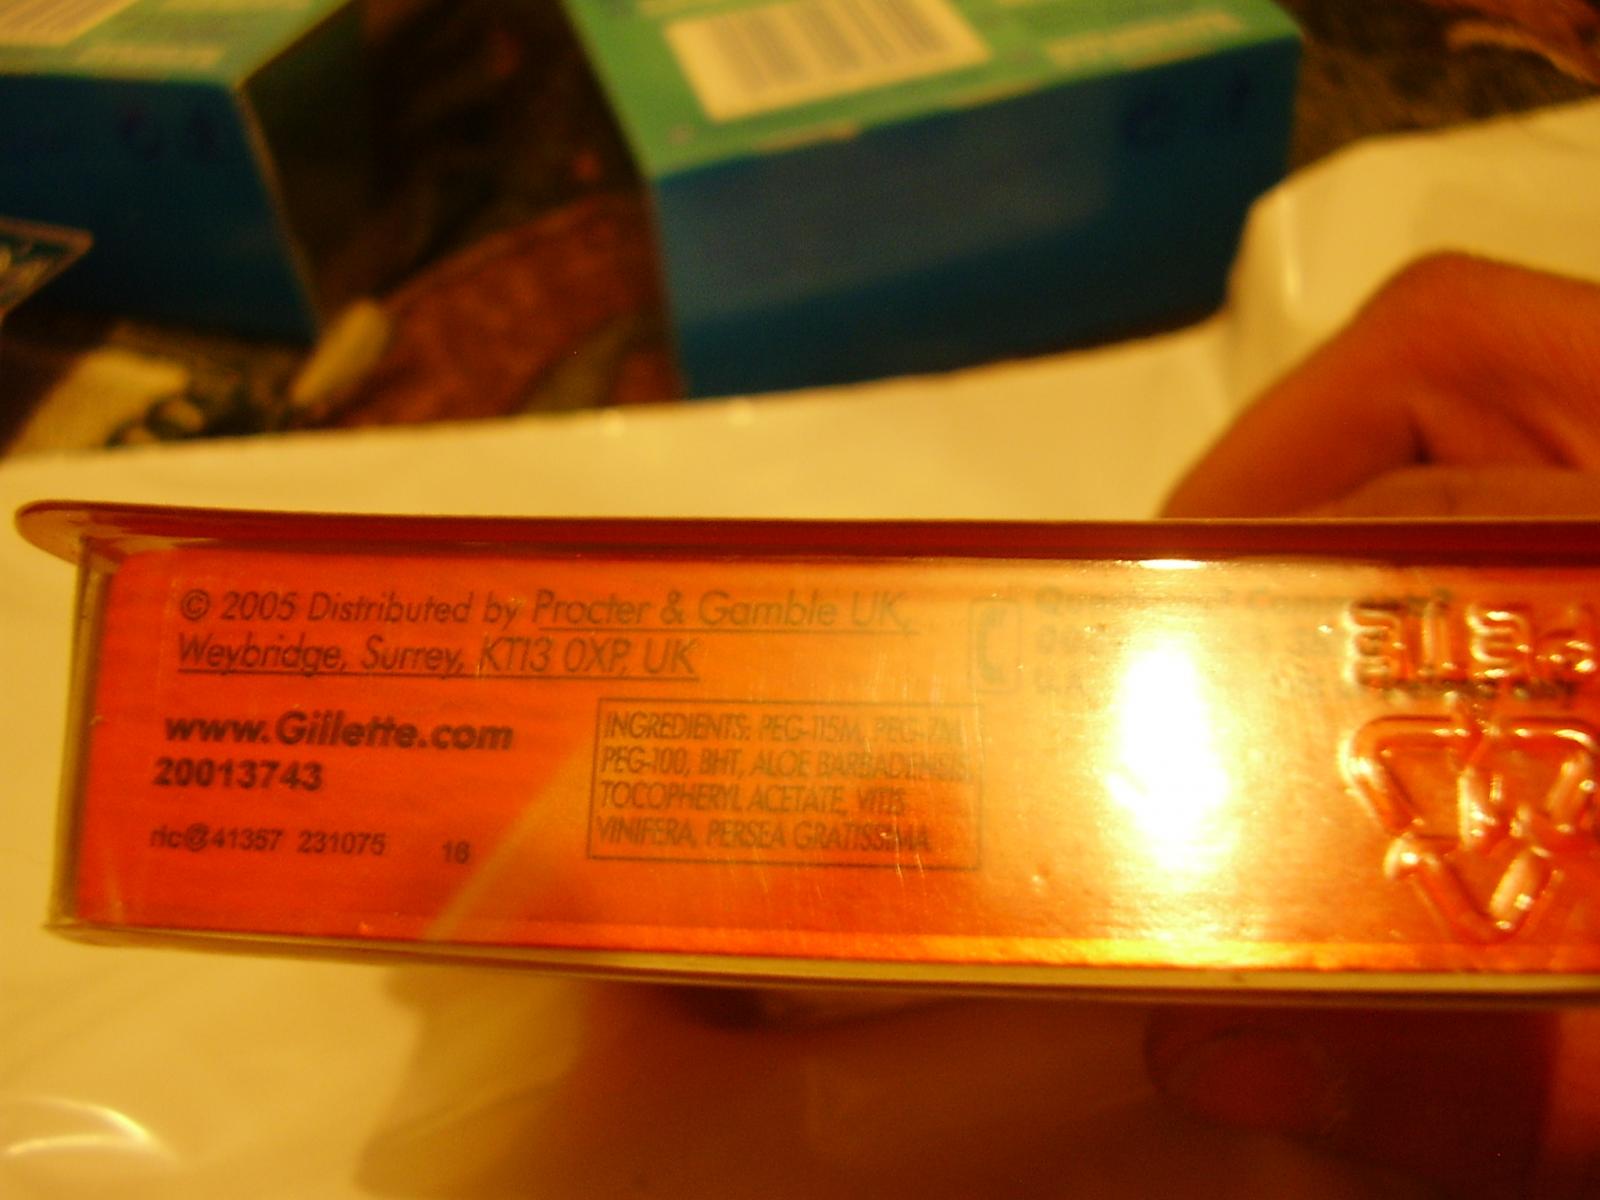 © 2005 Distributed by Procter & Gamble UK,
Weybridge, Surrey, KT13 0XP, UK
www.Gillette.com
20013743
ric@41357 231075 16
INGREDIENTS: PEG-115M, PEG-7M,
PEG-100, BHT, ALOE BARBADENSIS,
TOCOPHERYL ACETATE, VITIS
VINIFERA, PERSEA GRATISSIMA